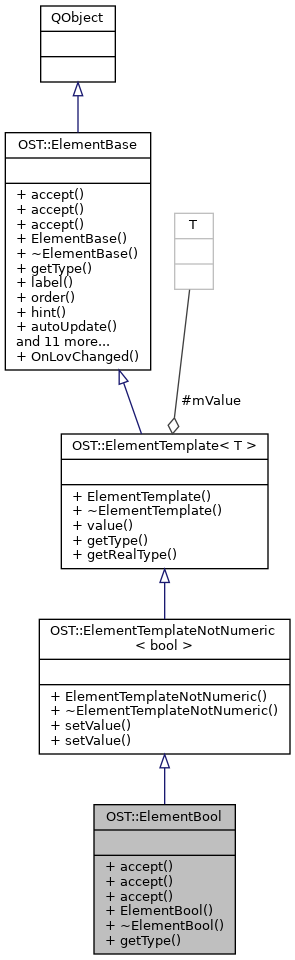 QObject
OST::ElementBase
+ accept()
+ accept()
+ accept()
+ ElementBase()
+ ~ElementBase()
+ getType()
+ label()
+ order()
+ hint()
+ autoUpdate()
and 11 more...
+ OnLovChanged()
T
#mValue
OST::ElementTemplate< T >
+ ElementTemplate()
+ ~ElementTemplate()
+ value()
+ getType()
+ getRealType()
OST::ElementTemplateNotNumeric
< bool >
+ ElementTemplateNotNumeric()
+ ~ElementTemplateNotNumeric()
+ setValue()
+ setValue()
OST::ElementBool
+ accept()
+ accept()
+ accept()
+ ElementBool()
+ ~ElementBool()
+ getType()